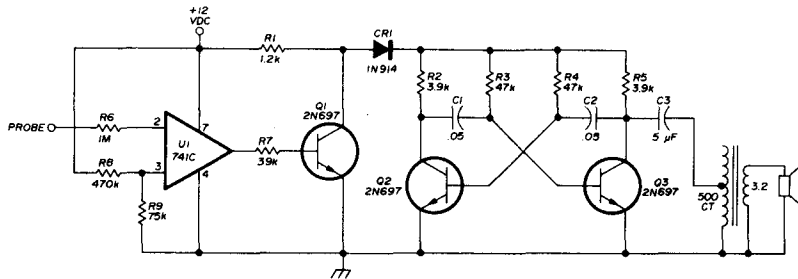 +12
VDC
R1
1.2k
CR1
1N914
R2
3.9k
R3
47k
R4
47k
R5
3.9k
C1
.05
C2
.05
C3
5 µF
Q1
2N697
PROBE
R6
1M
2
7
U1
741C
3
4
R7
39k
R8
470k
R9
75k
Q2
2N697
Q3
2N697
500
CT
3.2